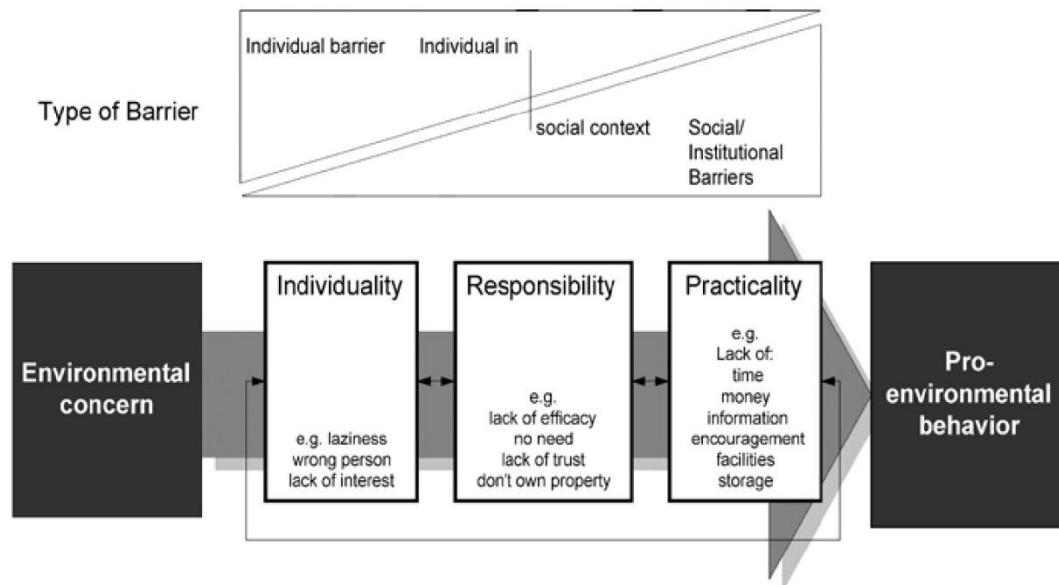 Type of Barrier
Individual barrier
Individual in
social context
Social/
Institutional
Barriers
Environmental
concern
Individuality
e.g. laziness
wrong person
lack of interest
Responsibility
e.g.
lack of efficacy
no need
lack of trust
don't own property
Practicality
e.g.
Lack of:
time
money
information
encouragement
facilities
storage
Pro-
environmental
behavior